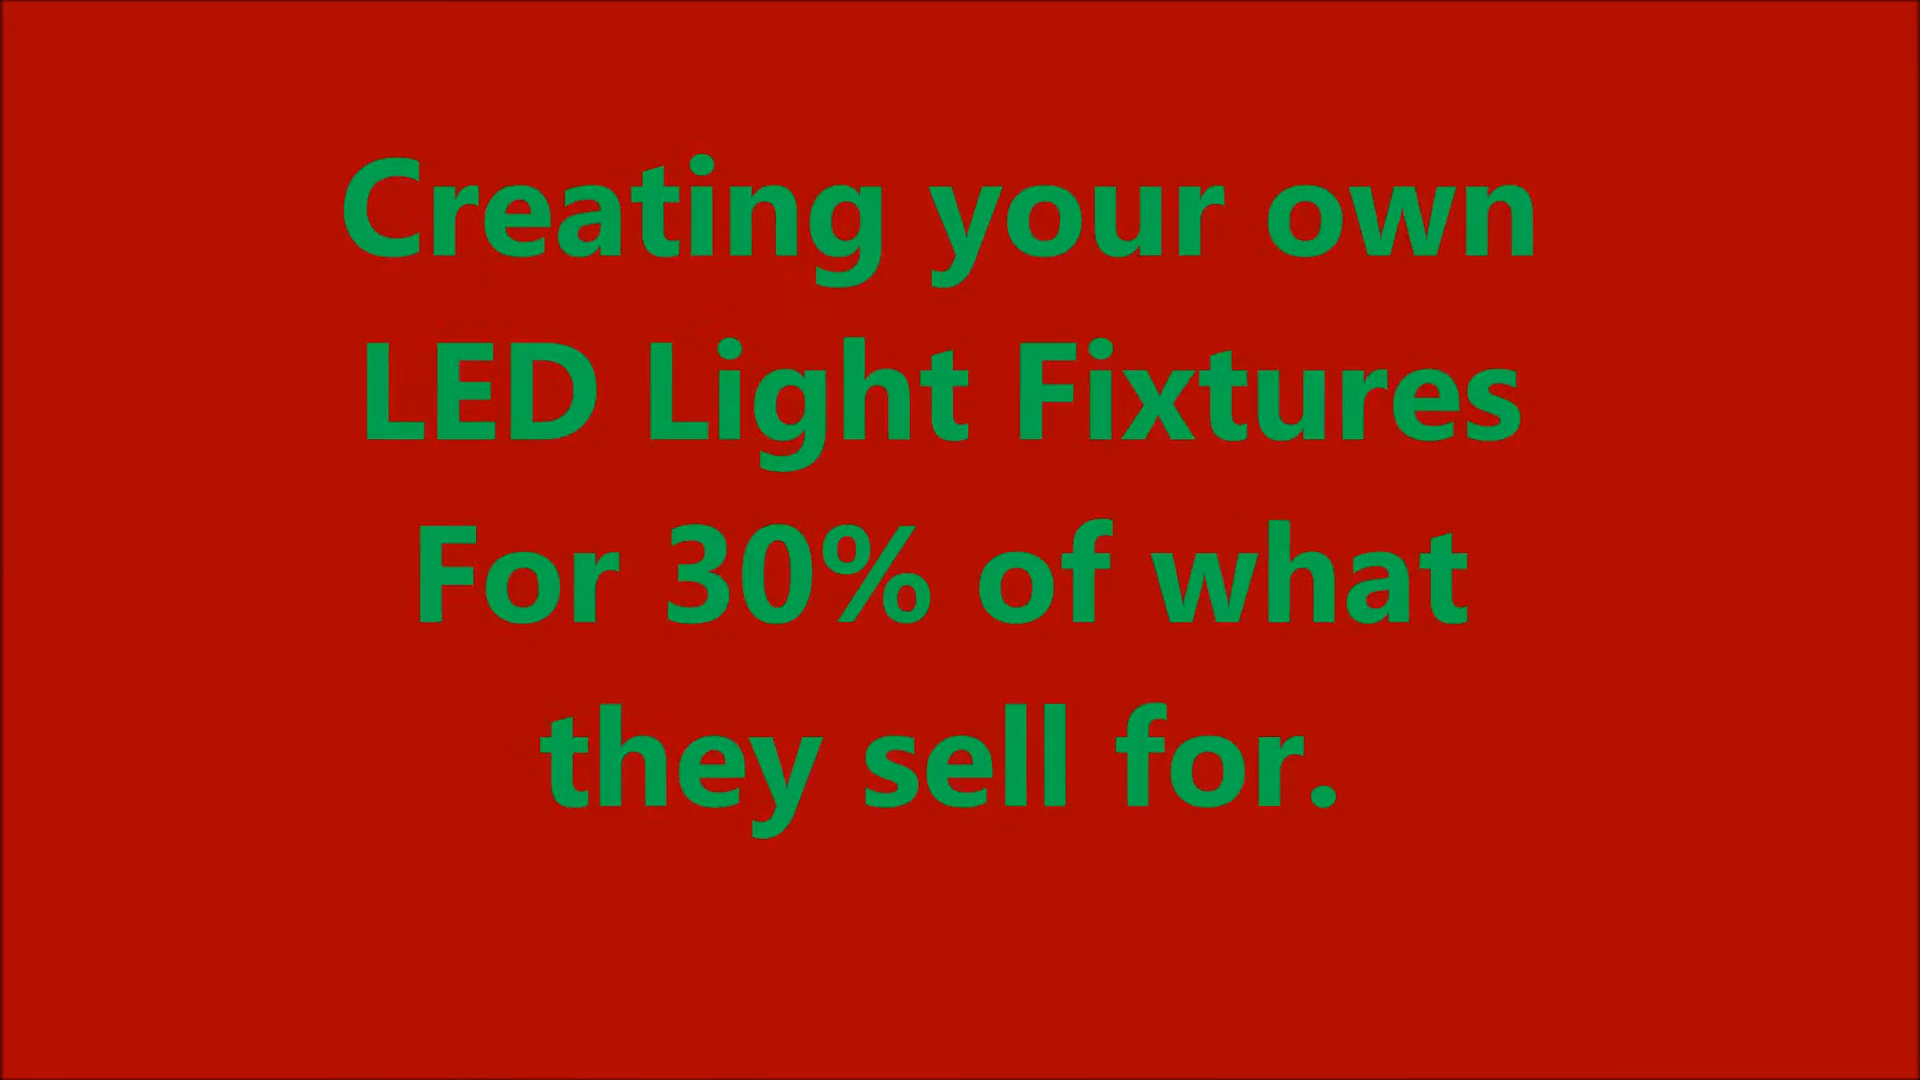 Creating your own
LED Light Fixtures
For 30% of what
they sell for.